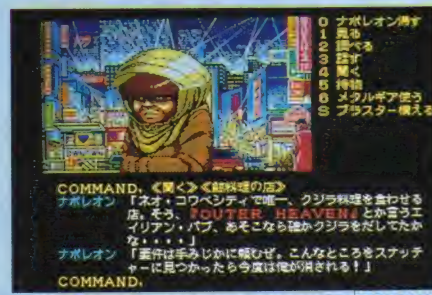 0 ナポレオン帰す
1 見る
2 調べる
3 話す
4 聞く
5 持物
6 メタルギア使う
S ブラスター構える
COMMAND, 《聞く》《鯨料理の店》
ナポレオン 「ネオ・コウベシティで唯一、クジラ料理を食わせる
店。そう、『OUTER HEAVEN』とか言うエ
イリアン・パブ、あそこなら確かクジラをだしてたか
な・・・・」
ナポレオン 「要件は手みじかに頼むぜ。こんなところをスナッチ
ャーに見つかったら今度は俺が消される!」
COMMAND,